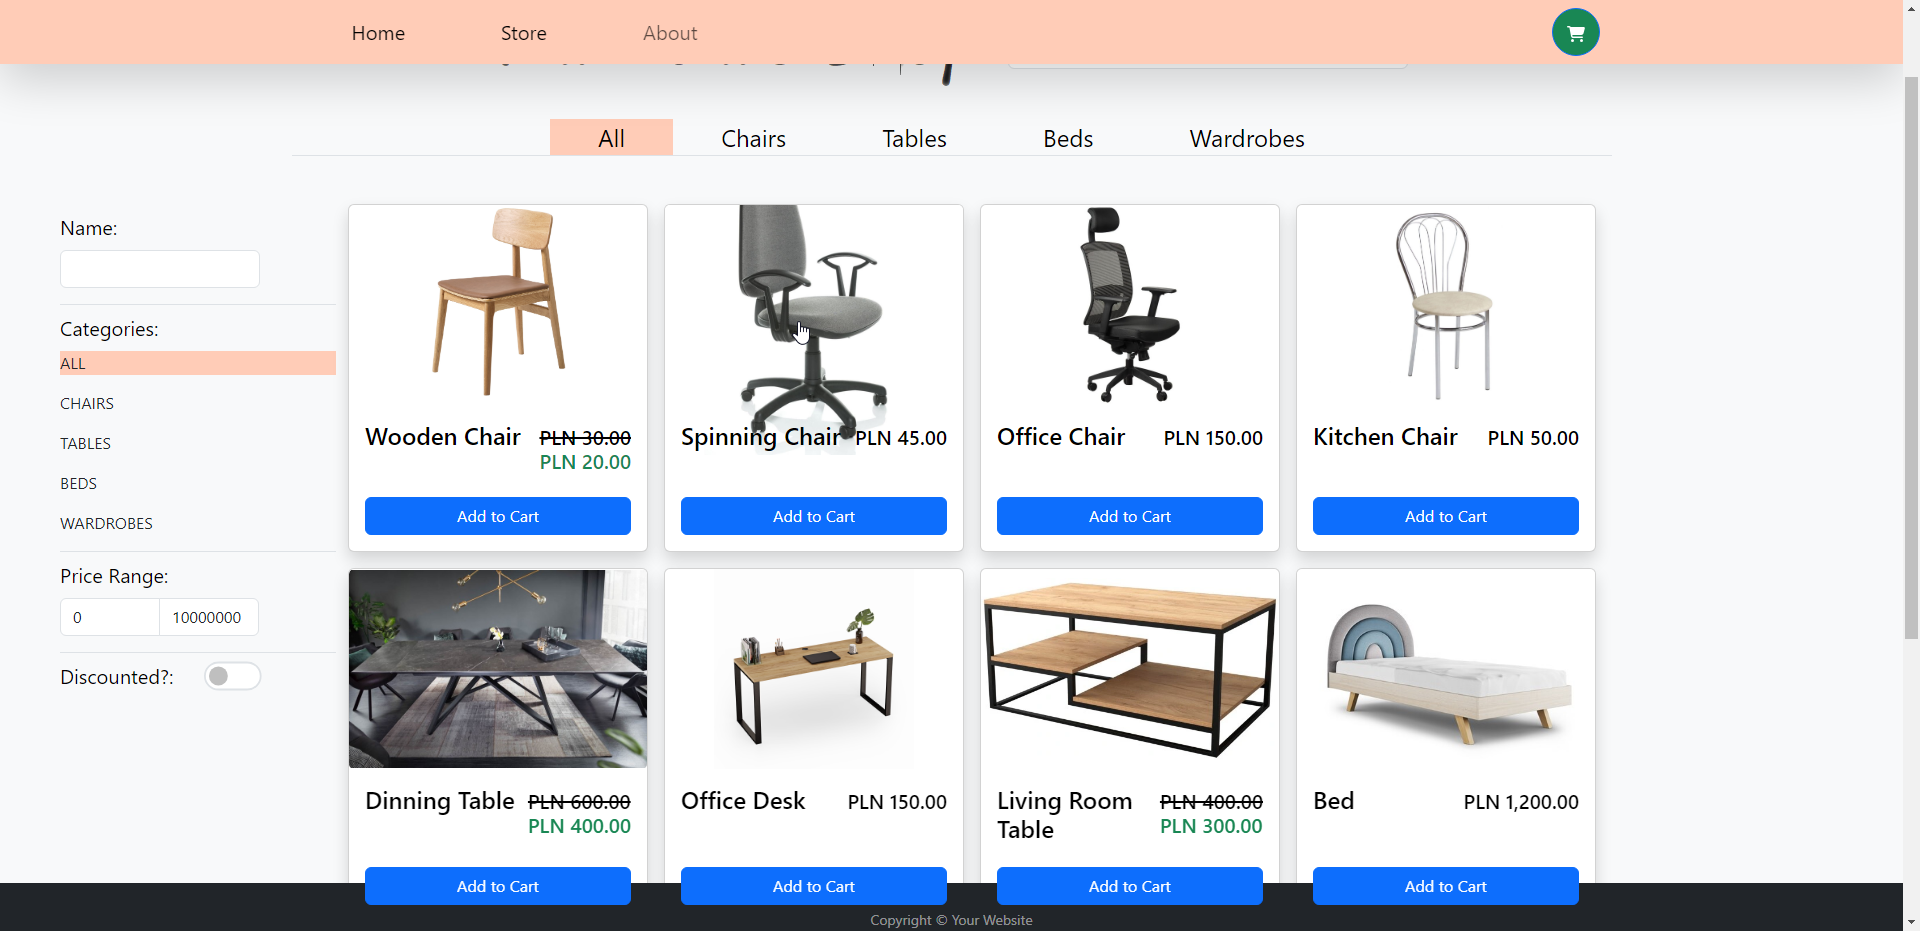 Home
Store
About
All
Chairs
Tables
Beds
Wardrobes
Name:
Categories:
ALL
CHAIRS
TABLES
BEDS
WARDROBES
Price Range:
0
10000000
Discounted?:
Wooden Chair
PLN 30.00
PLN 20.00
Add to Cart
Spinning Chair
PLN 45.00
Add to Cart
Office Chair
PLN 150.00
Add to Cart
Kitchen Chair
PLN 50.00
Add to Cart
Dinning Table
PLN 600.00
PLN 400.00
Add to Cart
Office Desk
PLN 150.00
Add to Cart
Living Room
Table
PLN 400.00
PLN 300.00
Add to Cart
Bed
PLN 1,200.00
Add to Cart
Copyright © Your Website